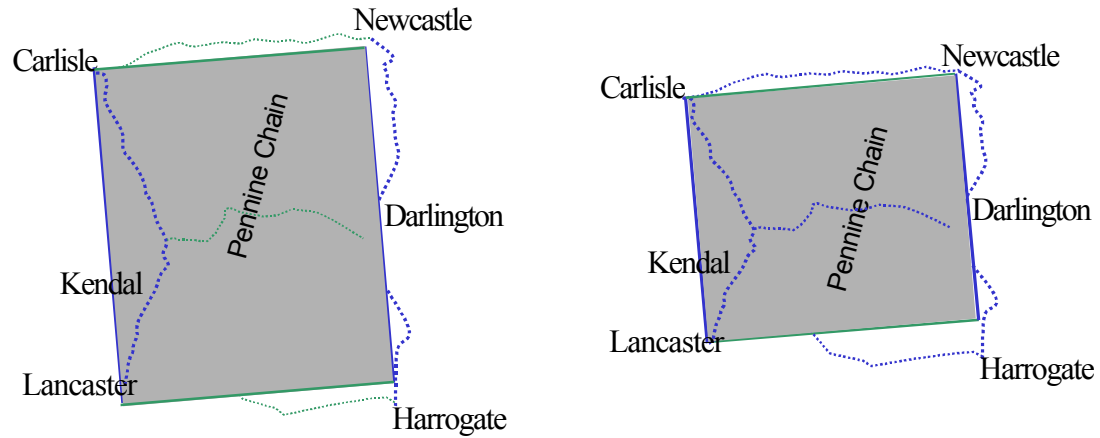 Newcastle
Carlisle
Pennine Chain
Darlington
Kendal
Lancaster
Harrogate
Newcastle
Carlisle
Pennine Chain
Darlington
Kendal
Lancaster
Harrogate